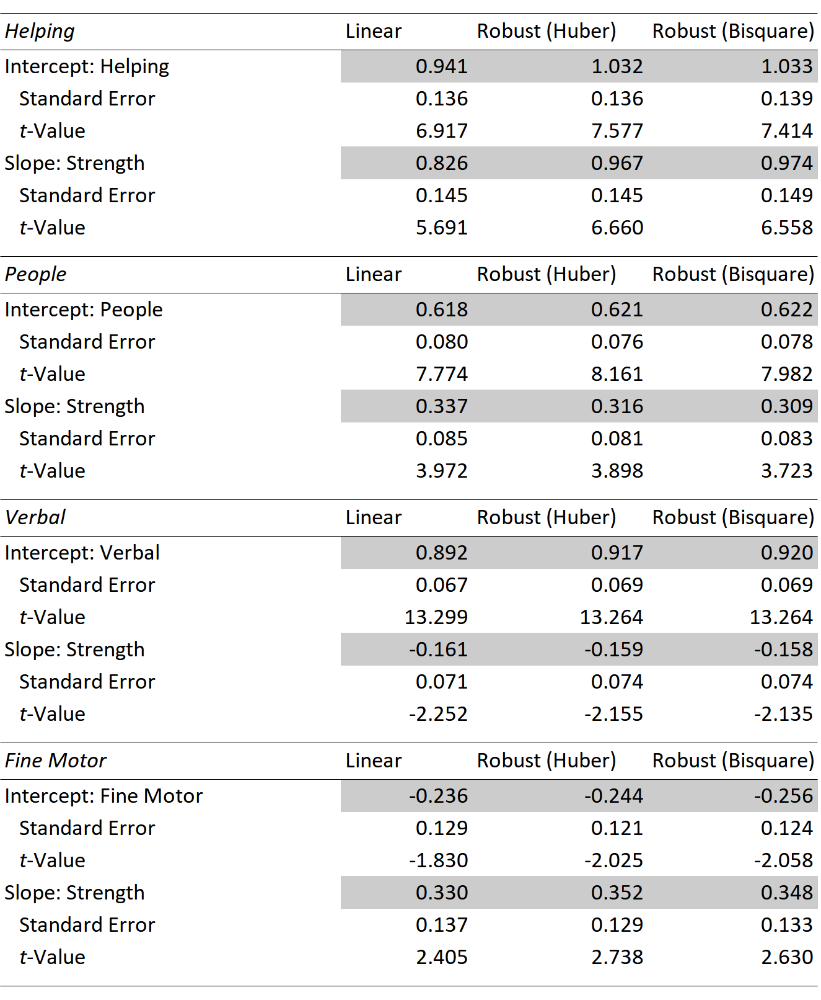 Helping Linear Robust (Huber) Robust (Bisquare)
Intercept: Helping 0.941 1.032 1.033
Standard Error 0.136 0.136 0.139
t-Value 6.917 7.577 7.414
Slope: Strength 0.826 0.967 0.974
Standard Error 0.145 0.145 0.149
t-Value 5.691 6.660 6.558
People Linear Robust (Huber) Robust (Bisquare)
Intercept: People 0.618 0.621 0.622
Standard Error 0.080 0.076 0.078
t-Value 7.774 8.161 7.982
Slope: Strength 0.337 0.316 0.309
Standard Error 0.085 0.081 0.083
t-Value 3.972 3.898 3.723
Verbal Linear Robust (Huber) Robust (Bisquare)
Intercept: Verbal 0.892 0.917 0.920
Standard Error 0.067 0.069 0.069
t-Value 13.299 13.264 13.264
Slope: Strength -0.161 -0.159 -0.158
Standard Error 0.071 0.074 0.074
t-Value -2.252 -2.155 -2.135
Fine Motor Linear Robust (Huber) Robust (Bisquare)
Intercept: Fine Motor -0.236 -0.244 -0.256
Standard Error 0.129 0.121 0.124
t-Value -1.830 -2.025 -2.058
Slope: Strength 0.330 0.352 0.348
Standard Error 0.137 0.129 0.133
t-Value 2.405 2.738 2.630